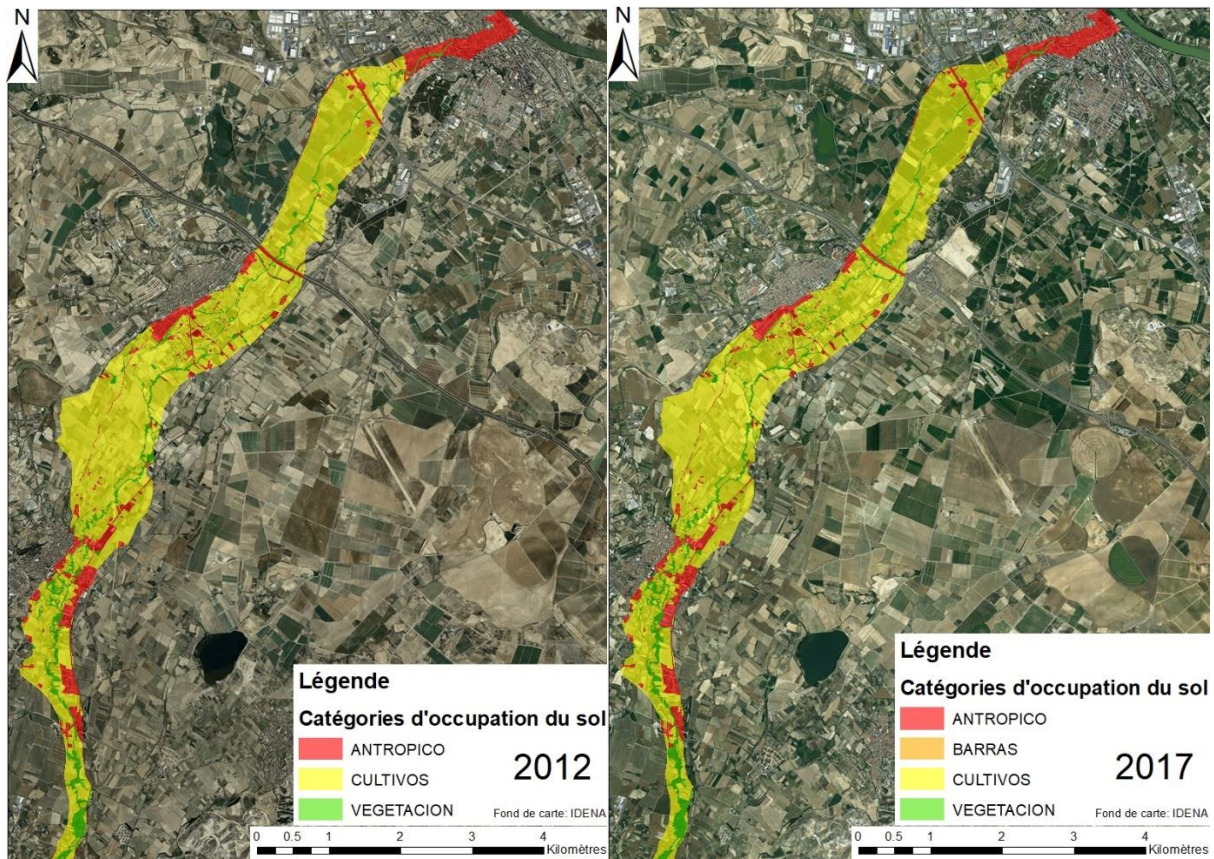 N
Légende
Catégories d'occupation du sol
ANTROPICO
CULTIVOS
VEGETACION
2012
Fond de carte: IDENA
0 0.5 1 2 3 4
Kilomètres
N
Légende
Catégories d'occupation du sol
ANTROPICO
BARRAS
CULTIVOS
VEGETACION
2017
Fond de carte: IDENA
0 0.5 1 2 3 4
Kilomètres